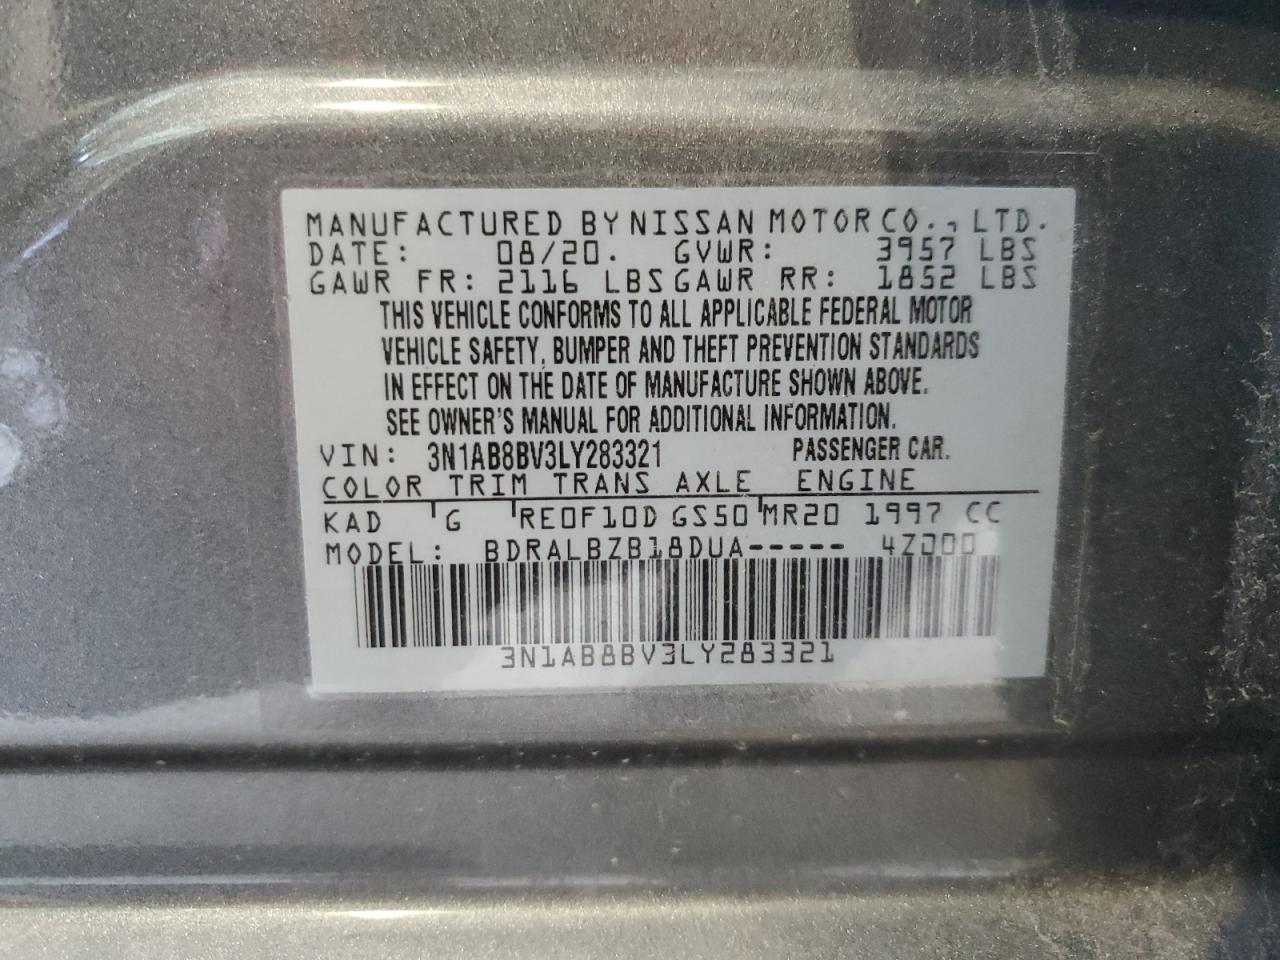 MANUFACTURED BY NISSAN MOTOR CO., LTD.
DATE: 08/20. GVWR: 3957 LBS
GAWR FR: 2116 LBS GAWR RR: 1852 LBS
THIS VEHICLE CONFORMS TO ALL APPLICABLE FEDERAL MOTOR
VEHICLE SAFETY, BUMPER AND THEFT PREVENTION STANDARDS
IN EFFECT ON THE DATE OF MANUFACTURE SHOWN ABOVE.
SEE OWNER'S MANUAL FOR ADDITIONAL INFORMATION.
VIN: 3N1AB8BV3LY283321 PASSENGER CAR.
COLOR TRIM TRANS AXLE ENGINE
KAD G RE0F10D GS50 MR20 1997 CC
MODEL: BDRALBZB18DUA----- 4Z000
3N1AB8BV3LY283321